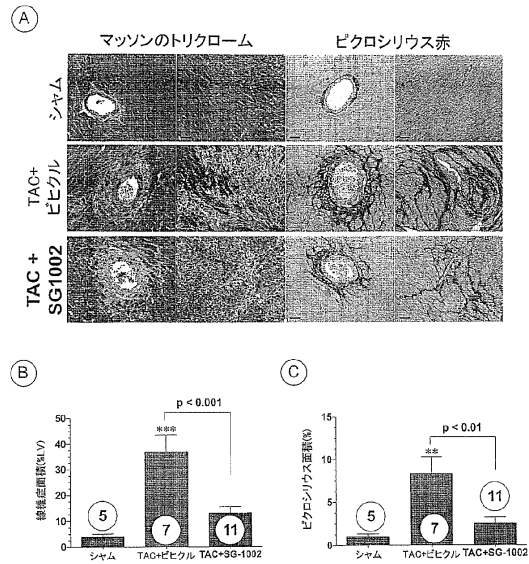 A
マッソンのトリクローム
ピクロシリウス赤
シャム
TAC+
ビヒクル
TAC +
SG1002
B
p < 0.001
線維症面積(%LV)
50
40
30
20
10
0
***
5
7
11
シャム
TAC+ビヒクル
TAC+SG-1002
C
p < 0.01
ピクロシリウス面積(%)
15
10
5
0
**
5
7
11
シャム
TAC+ビヒクル
TAC+SG-1002